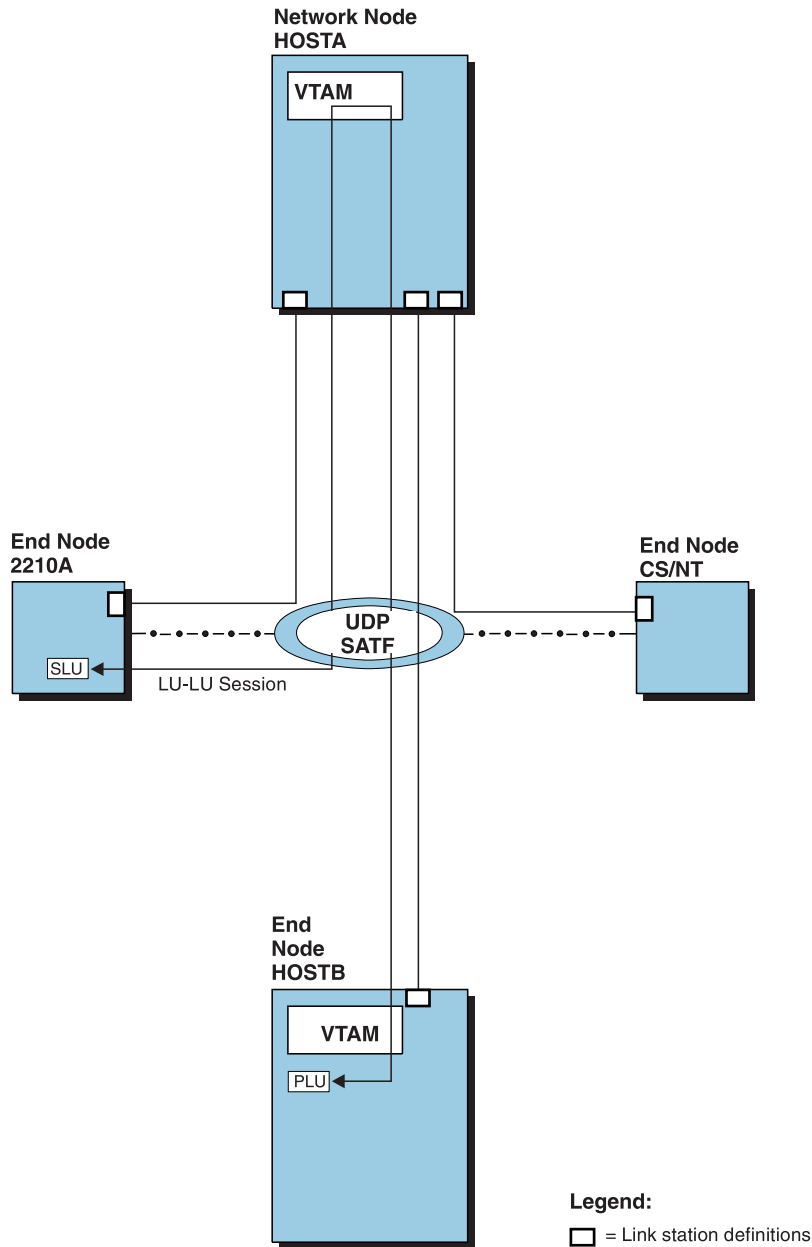 Network Node
HOSTA
VTAM
End Node
2210A
End Node
CS/NT
UDP
SATF
SLU
LU-LU Session
End
Node
HOSTB
VTAM
PLU
Legend:
= Link station definitions